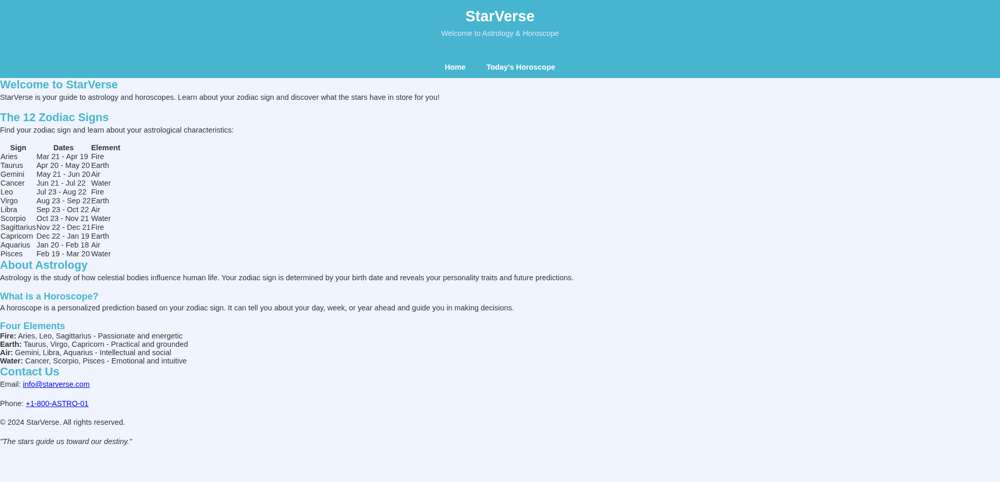 StarVerse
Welcome to Astrology & Horoscope
Home Today's Horoscope
Welcome to StarVerse
StarVerse is your guide to astrology and horoscopes. Learn about your zodiac sign and discover what the stars have in store for you!
The 12 Zodiac Signs
Find your zodiac sign and learn about your astrological characteristics:
Sign Dates Element
Aries Mar 21 - Apr 19 Fire
Taurus Apr 20 - May 20 Earth
Gemini May 21 - Jun 20 Air
Cancer Jun 21 - Jul 22 Water
Leo Jul 23 - Aug 22 Fire
Virgo Aug 23 - Sep 22 Earth
Libra Sep 23 - Oct 22 Air
Scorpio Oct 23 - Nov 21 Water
Sagittarius Nov 22 - Dec 21 Fire
Capricorn Dec 22 - Jan 19 Earth
Aquarius Jan 20 - Feb 18 Air
Pisces Feb 19 - Mar 20 Water
About Astrology
Astrology is the study of how celestial bodies influence human life. Your zodiac sign is determined by your birth date and reveals your personality traits and future predictions.
What is a Horoscope?
A horoscope is a personalized prediction based on your zodiac sign. It can tell you about your day, week, or year ahead and guide you in making decisions.
Four Elements
Fire: Aries, Leo, Sagittarius - Passionate and energetic
Earth: Taurus, Virgo, Capricorn - Practical and grounded
Air: Gemini, Libra, Aquarius - Intellectual and social
Water: Cancer, Scorpio, Pisces - Emotional and intuitive
Contact Us
Email: info@starverse.com
Phone: +1-800-ASTRO-01
© 2024 StarVerse. All rights reserved.
"The stars guide us toward our destiny."